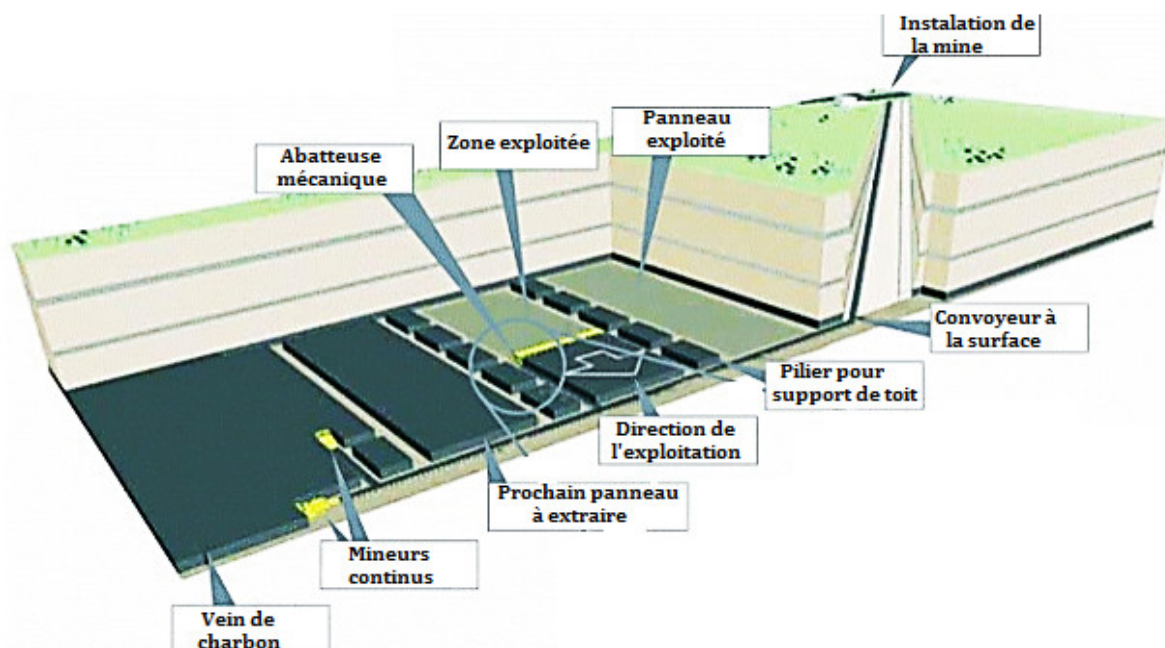 Instalation de
la mine
Panneau
exploité
Zone exploitée
Abatteuse
mécanique
Convoyeur à
la surface
Pilier pour
support de toit
Direction de
l'exploitation
Prochain panneau
à extraire
Mineurs
continus
Vein de
charbon